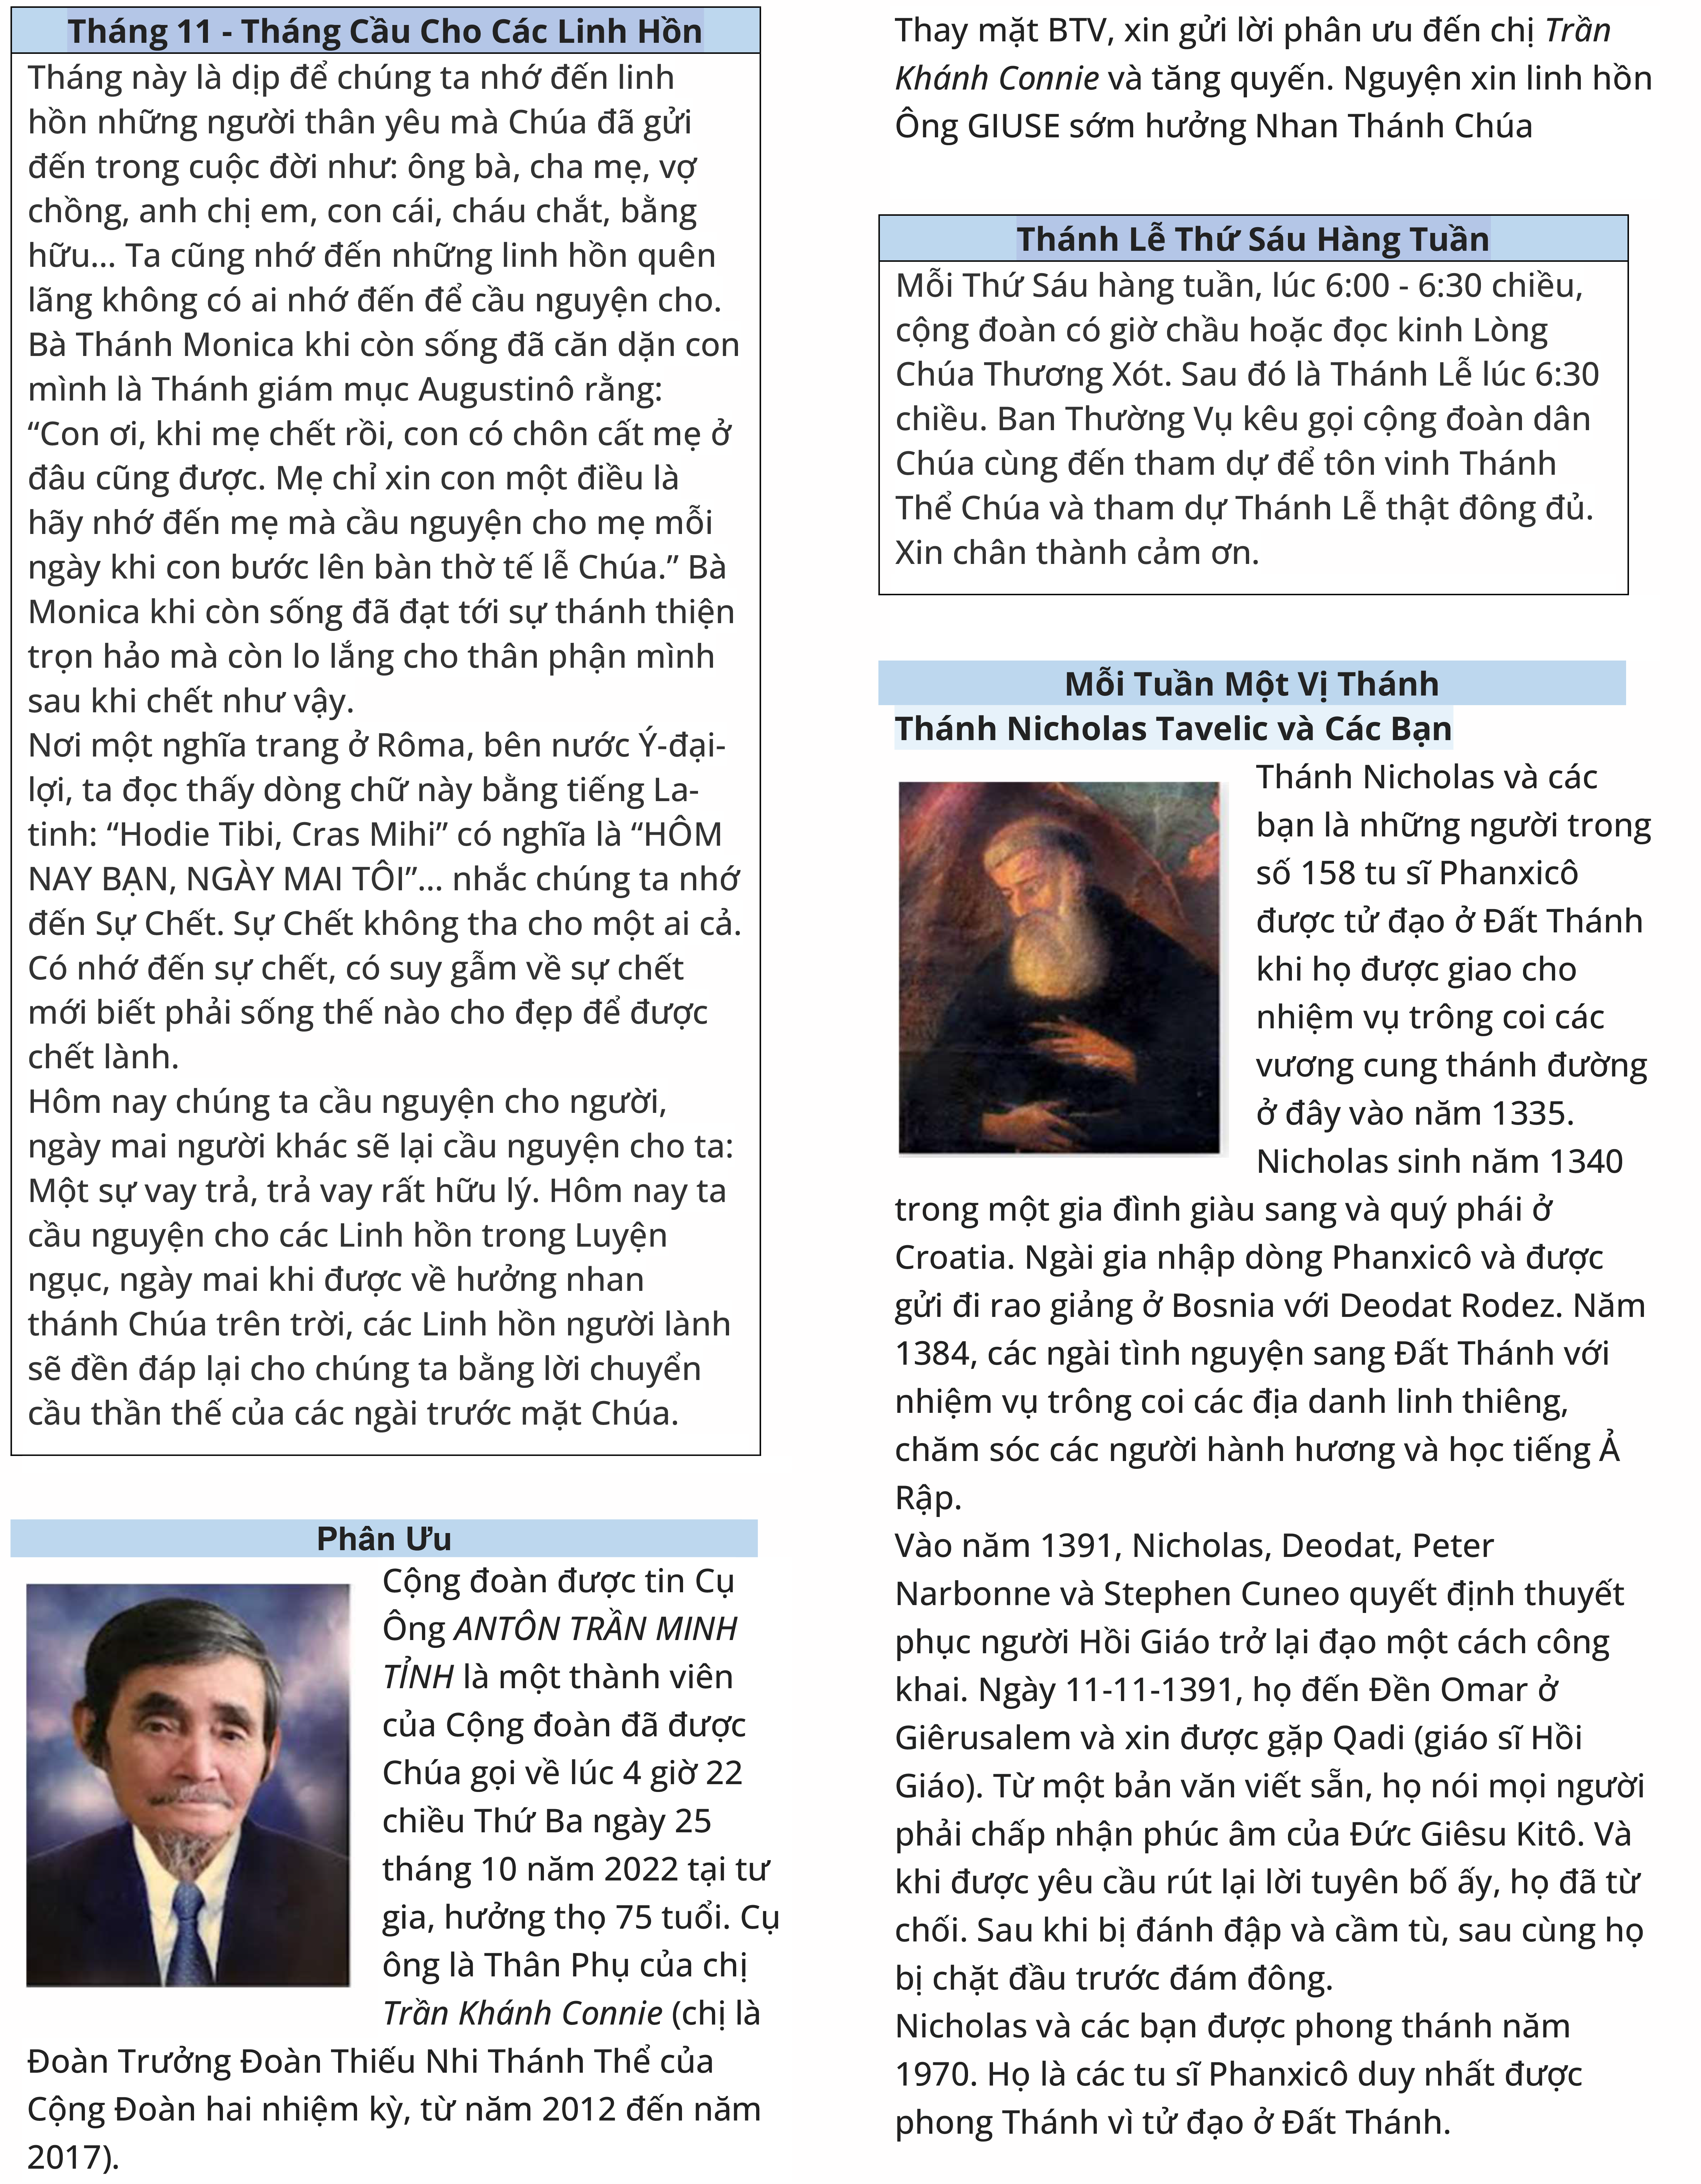 Tháng 11 - Tháng Cầu Cho Các Linh Hồn
Tháng này là dịp để chúng ta nhớ đến linh
hồn những người thân yêu mà Chúa đã gửi
đến trong cuộc đời như: ông bà, cha mẹ, vợ
chồng, anh chị em, con cái, cháu chắt, bằng
hữu... Ta cũng nhớ đến những linh hồn quên
lãng không có ai nhớ đến để cầu nguyện cho.
Bà Thánh Monica khi còn sống đã căn dặn con
mình là Thánh giám mục Augustinô rằng:
“Con ơi, khi mẹ chết rồi, con có chôn cất mẹ ở
đâu cũng được. Mẹ chỉ xin con một điều là
hãy nhớ đến mẹ mà cầu nguyện cho mẹ mỗi
ngày khi con bước lên bàn thờ tế lễ Chúa.” Bà
Monica khi còn sống đã đạt tới sự thánh thiện
trọn hảo mà còn lo lắng cho thân phận mình
sau khi chết như vậy.
Nơi một nghĩa trang ở Rôma, bên nước Ý-đại-
lợi, ta đọc thấy dòng chữ này bằng tiếng La-
tinh: “Hodie Tibi, Cras Mihi” có nghĩa là “HÔM
NAY BẠN, NGÀY MAI TÔI”... nhắc chúng ta nhớ
đến Sự Chết. Sự Chết không tha cho một ai cả.
Có nhớ đến sự chết, có suy gẫm về sự chết
mới biết phải sống thế nào cho đẹp để được
chết lành.
Hôm nay chúng ta cầu nguyện cho người,
ngày mai người khác sẽ lại cầu nguyện cho ta:
Một sự vay trả, trả vay rất hữu lý. Hôm nay ta
cầu nguyện cho các Linh hồn trong Luyện
ngục, ngày mai khi được về hưởng nhan
thánh Chúa trên trời, các Linh hồn người lành
sẽ đền đáp lại cho chúng ta bằng lời chuyển
cầu thần thế của các ngài trước mặt Chúa.
Phân Ưu
Cộng đoàn được tin Cụ
Ông ANTÔN TRẦN MINH
TỈNH là một thành viên
của Cộng đoàn đã được
Chúa gọi về lúc 4 giờ 22
chiều Thứ Ba ngày 25
tháng 10 năm 2022 tại tư
gia, hưởng thọ 75 tuổi. Cụ
ông là Thân Phụ của chị
Trần Khánh Connie (chị là
Đoàn Trưởng Đoàn Thiếu Nhi Thánh Thể của
Cộng Đoàn hai nhiệm kỳ, từ năm 2012 đến năm
2017).
Thay mặt BTV, xin gửi lời phân ưu đến chị Trần
Khánh Connie và tăng quyến. Nguyện xin linh hồn
Ông GIUSE sớm hưởng Nhan Thánh Chúa
Thánh Lễ Thứ Sáu Hàng Tuần
Mỗi Thứ Sáu hàng tuần, lúc 6:00 - 6:30 chiều,
cộng đoàn có giờ chầu hoặc đọc kinh Lòng
Chúa Thương Xót. Sau đó là Thánh Lễ lúc 6:30
chiều. Ban Thường Vụ kêu gọi cộng đoàn dân
Chúa cùng đến tham dự để tôn vinh Thánh
Thể Chúa và tham dự Thánh Lễ thật đông đủ.
Xin chân thành cảm ơn.
Mỗi Tuần Một Vị Thánh
Thánh Nicholas Tavelic và Các Bạn
Thánh Nicholas và các
bạn là những người trong
số 158 tu sĩ Phanxicô
được tử đạo ở Đất Thánh
khi họ được giao cho
nhiệm vụ trông coi các
vương cung thánh đường
ở đây vào năm 1335.
Nicholas sinh năm 1340
trong một gia đình giàu sang và quý phái ở
Croatia. Ngài gia nhập dòng Phanxicô và được
gửi đi rao giảng ở Bosnia với Deodat Rodez. Năm
1384, các ngài tình nguyện sang Đất Thánh với
nhiệm vụ trông coi các địa danh linh thiêng,
chăm sóc các người hành hương và học tiếng Ả
Rập.
Vào năm 1391, Nicholas, Deodat, Peter
Narbonne và Stephen Cuneo quyết định thuyết
phục người Hồi Giáo trở lại đạo một cách công
khai. Ngày 11-11-1391, họ đến Đền Omar ở
Giêrusalem và xin được gặp Qadi (giáo sĩ Hồi
Giáo). Từ một bản văn viết sẵn, họ nói mọi người
phải chấp nhận phúc âm của Đức Giêsu Kitô. Và
khi được yêu cầu rút lại lời tuyên bố ấy, họ đã từ
chối. Sau khi bị đánh đập và cầm tù, sau cùng họ
bị chặt đầu trước đám đông.
Nicholas và các bạn được phong thánh năm
1970. Họ là các tu sĩ Phanxicô duy nhất được
phong Thánh vì tử đạo ở Đất Thánh.